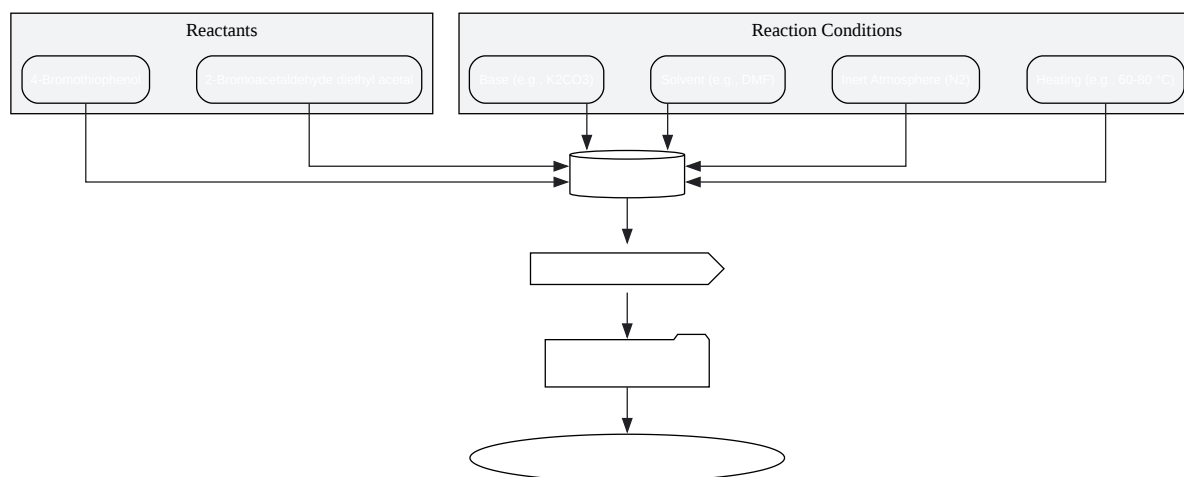 Reactants
Reaction Conditions
4-Bromothiophenol
2-Bromoacetaldehyde diethyl acetal
Base (e.g., K2CO3)
Solvent (e.g., DMF)
Inert Atmosphere (N2)
Heating (e.g., 60-80 °C)